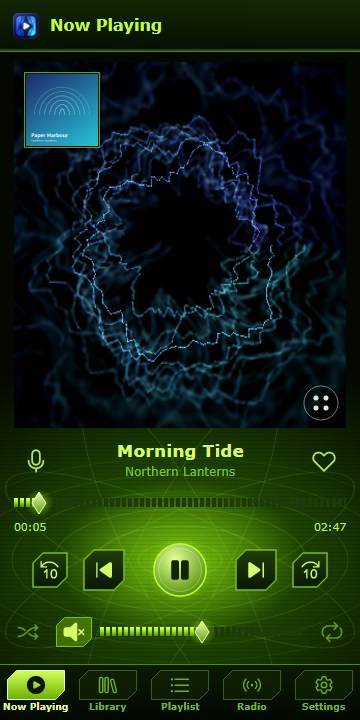 Now Playing
Paper Harbour
Morning Tide
Northern Lanterns
00:05
02:47
10
10
Now Playing
Library
Playlist
Radio
Settings